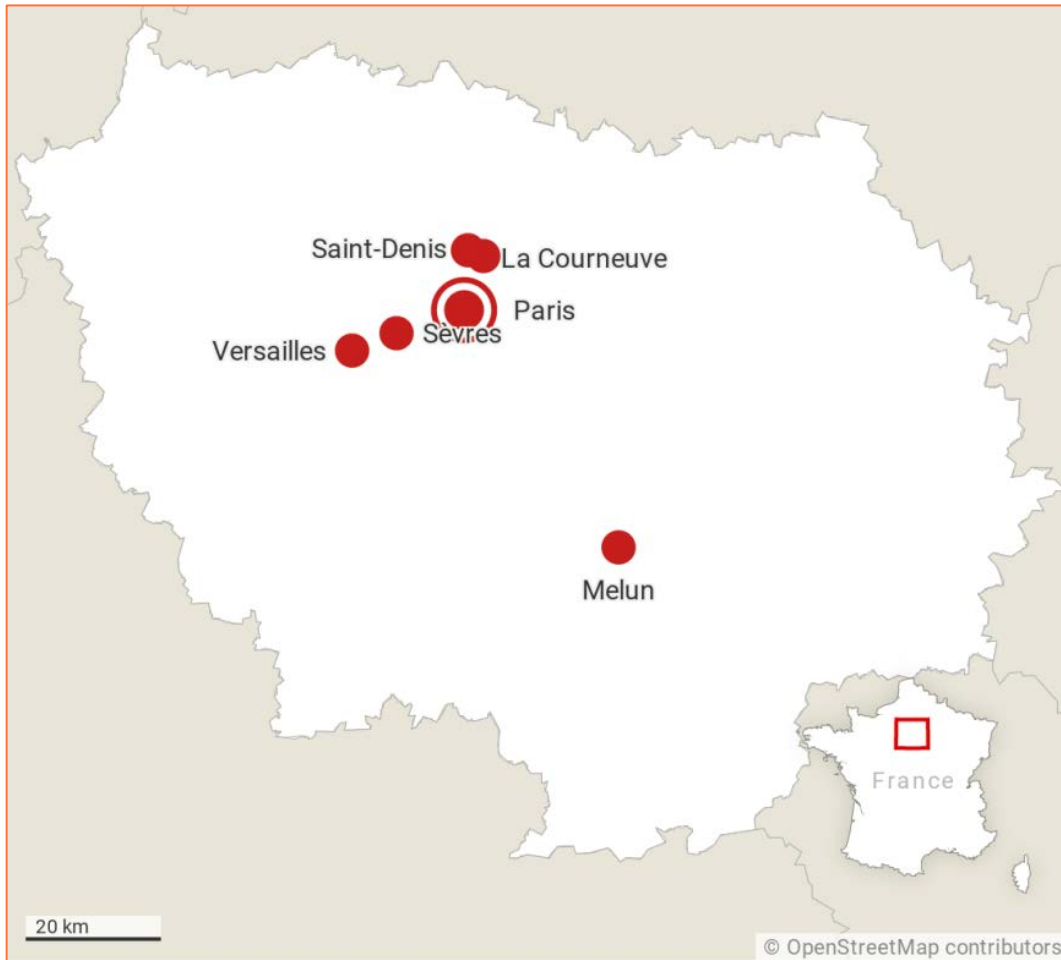 Saint-Denis
La Courneuve
Paris
Sèvres
Versailles
Melun
France
20 km
© OpenStreetMap contributors